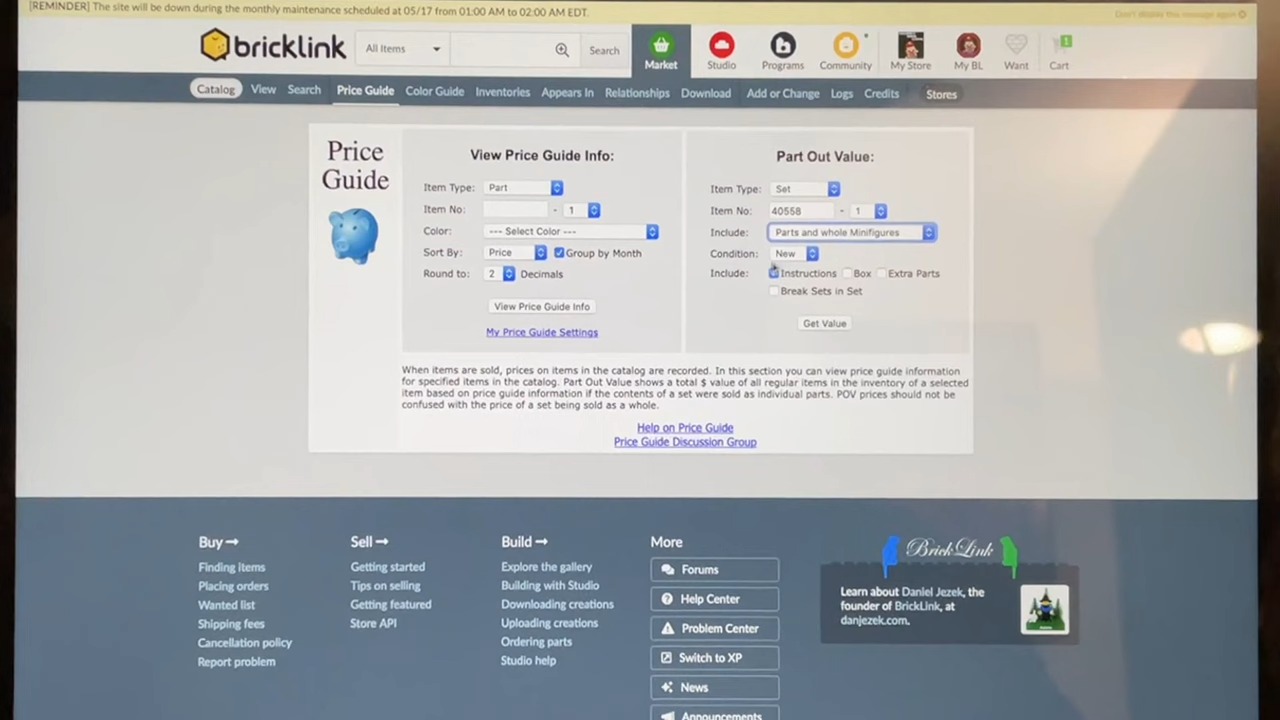 [REMINDER] The site will be down during the monthly maintenance scheduled at 05/17 from 01:00 AM to 02:00 AM EDT.
Don't display this message again
bricklink
All Items
Search
Market
Studio
Programs
Community
My Store
My BL
Want
1
Cart
Catalog View Search Price Guide Color Guide Inventories Appears In Relationships Download Add or Change Logs Credits Stores
Price
Guide
View Price Guide Info:
Item Type: Part
Item No: - 1
Color: --- Select Color ---
Sort By: Price Group by Month
Round to: 2 Decimals
View Price Guide Info
My Price Guide Settings
Part Out Value:
Item Type: Set
Item No: 40558 - 1
Include: Parts and whole Minifigures
Condition: New
Include: Instructions Box Extra Parts
Break Sets in Set
Get Value
When items are sold, prices on items in the catalog are recorded. In this section you can view price guide information
for specified items in the catalog. Part Out Value shows a total $ value of all regular items in the inventory of a selected
item based on price guide information if the contents of a set were sold as individual parts. POV prices should not be
confused with the price of a set being sold as a whole.
Help on Price Guide
Price Guide Discussion Group
Buy
Finding items
Placing orders
Wanted list
Shipping fees
Cancellation policy
Report problem
Sell
Getting started
Tips on selling
Getting featured
Store API
Build
Explore the gallery
Building with Studio
Downloading creations
Uploading creations
Ordering parts
Studio help
More
Forums
Help Center
Problem Center
Switch to XP
News
Announcements
BrickLink
Learn about Daniel Jezek, the
founder of BrickLink, at
danjezek.com.